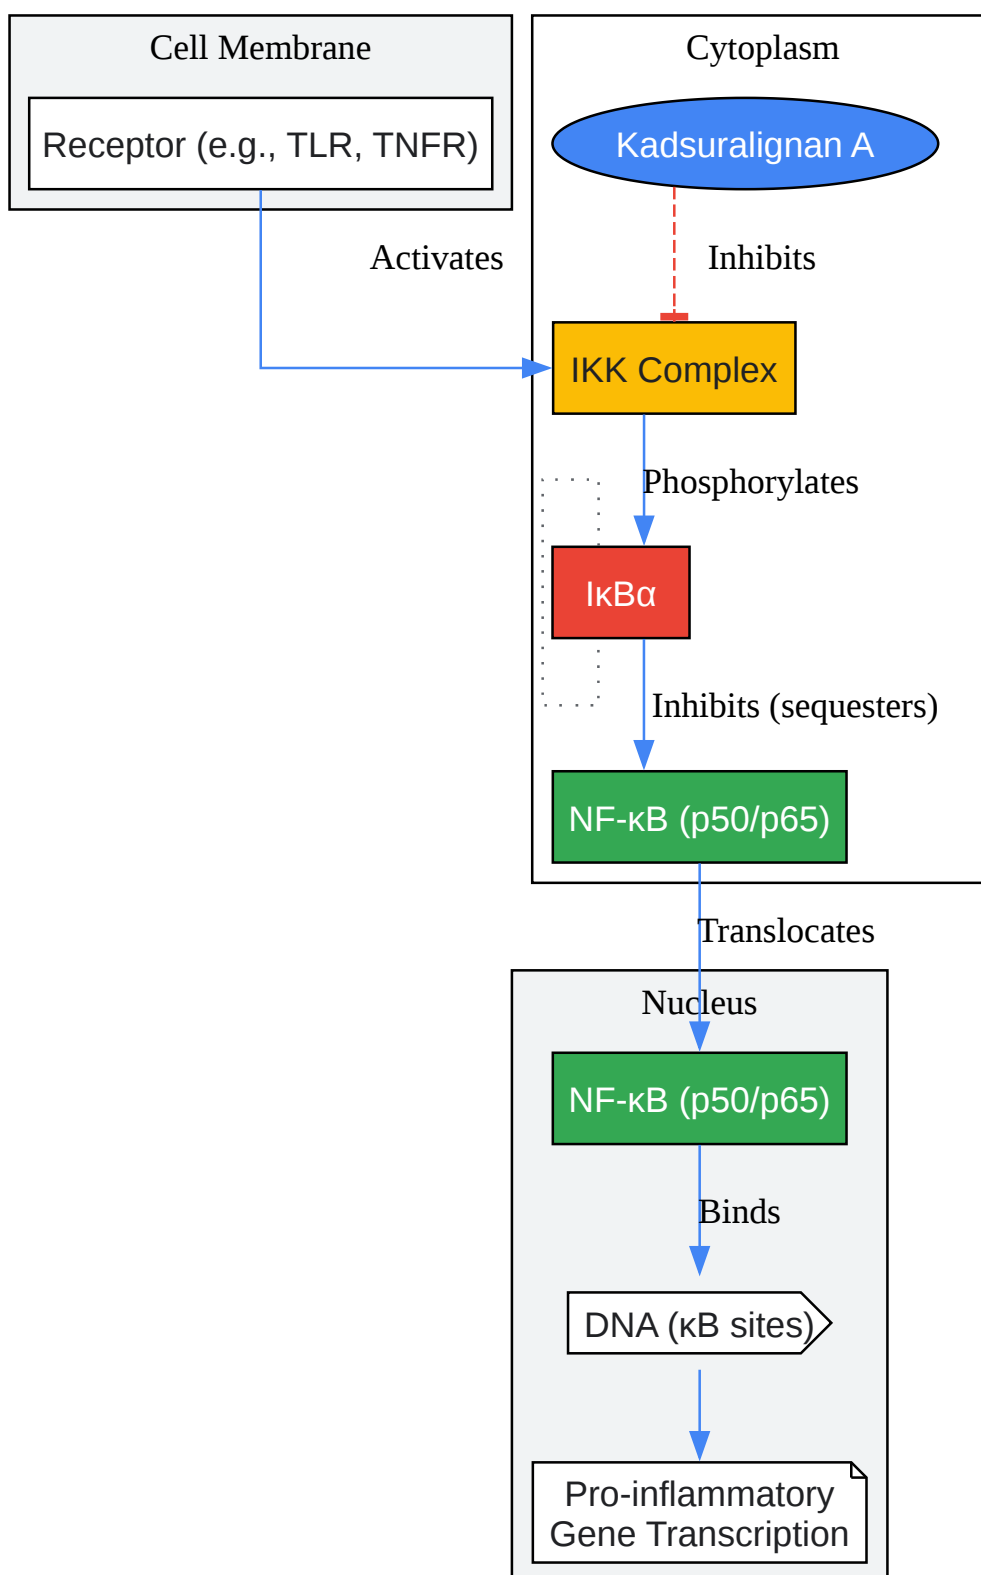 Cell Membrane
Receptor (e.g., TLR, TNFR)
Activates
Cytoplasm
Kadsuralignan A
Inhibits
IKK Complex
Phosphorylates
IκBα
Inhibits (sequesters)
NF-κB (p50/p65)
Translocates
Nucleus
NF-κB (p50/p65)
Binds
DNA (κB sites)
Pro-inflammatory
Gene Transcription